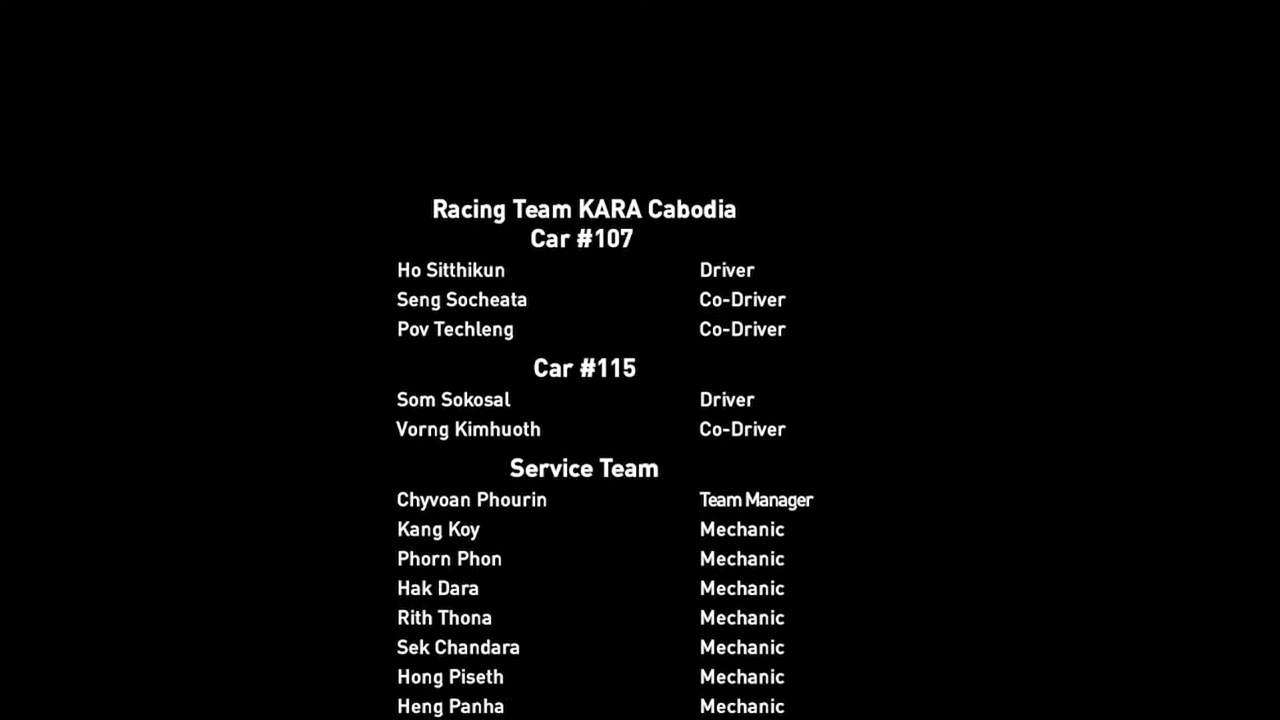 Racing Team KARA Cabodia
Car #107
Ho Sitthikun Driver
Seng Socheata Co-Driver
Pov Techleng Co-Driver
Car #115
Som Sokosal Driver
Vorng Kimhuoth Co-Driver
Service Team
Chyvoan Phourin Team Manager
Kang Koy Mechanic
Phorn Phon Mechanic
Hak Dara Mechanic
Rith Thona Mechanic
Sek Chandara Mechanic
Hong Piseth Mechanic
Heng Panha Mechanic